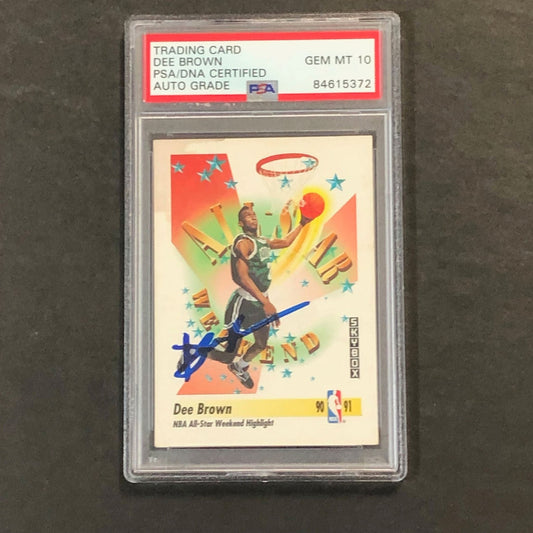 TRADING CARD
DEE BROWN
PSA/DNA CERTIFIED
AUTO GRADE
PSA
GEM MT 10
84615372
ALL-STAR
WEEKEND
SKYBOX
Dee Brown
NBA All-Star Weekend Highlight
90 91